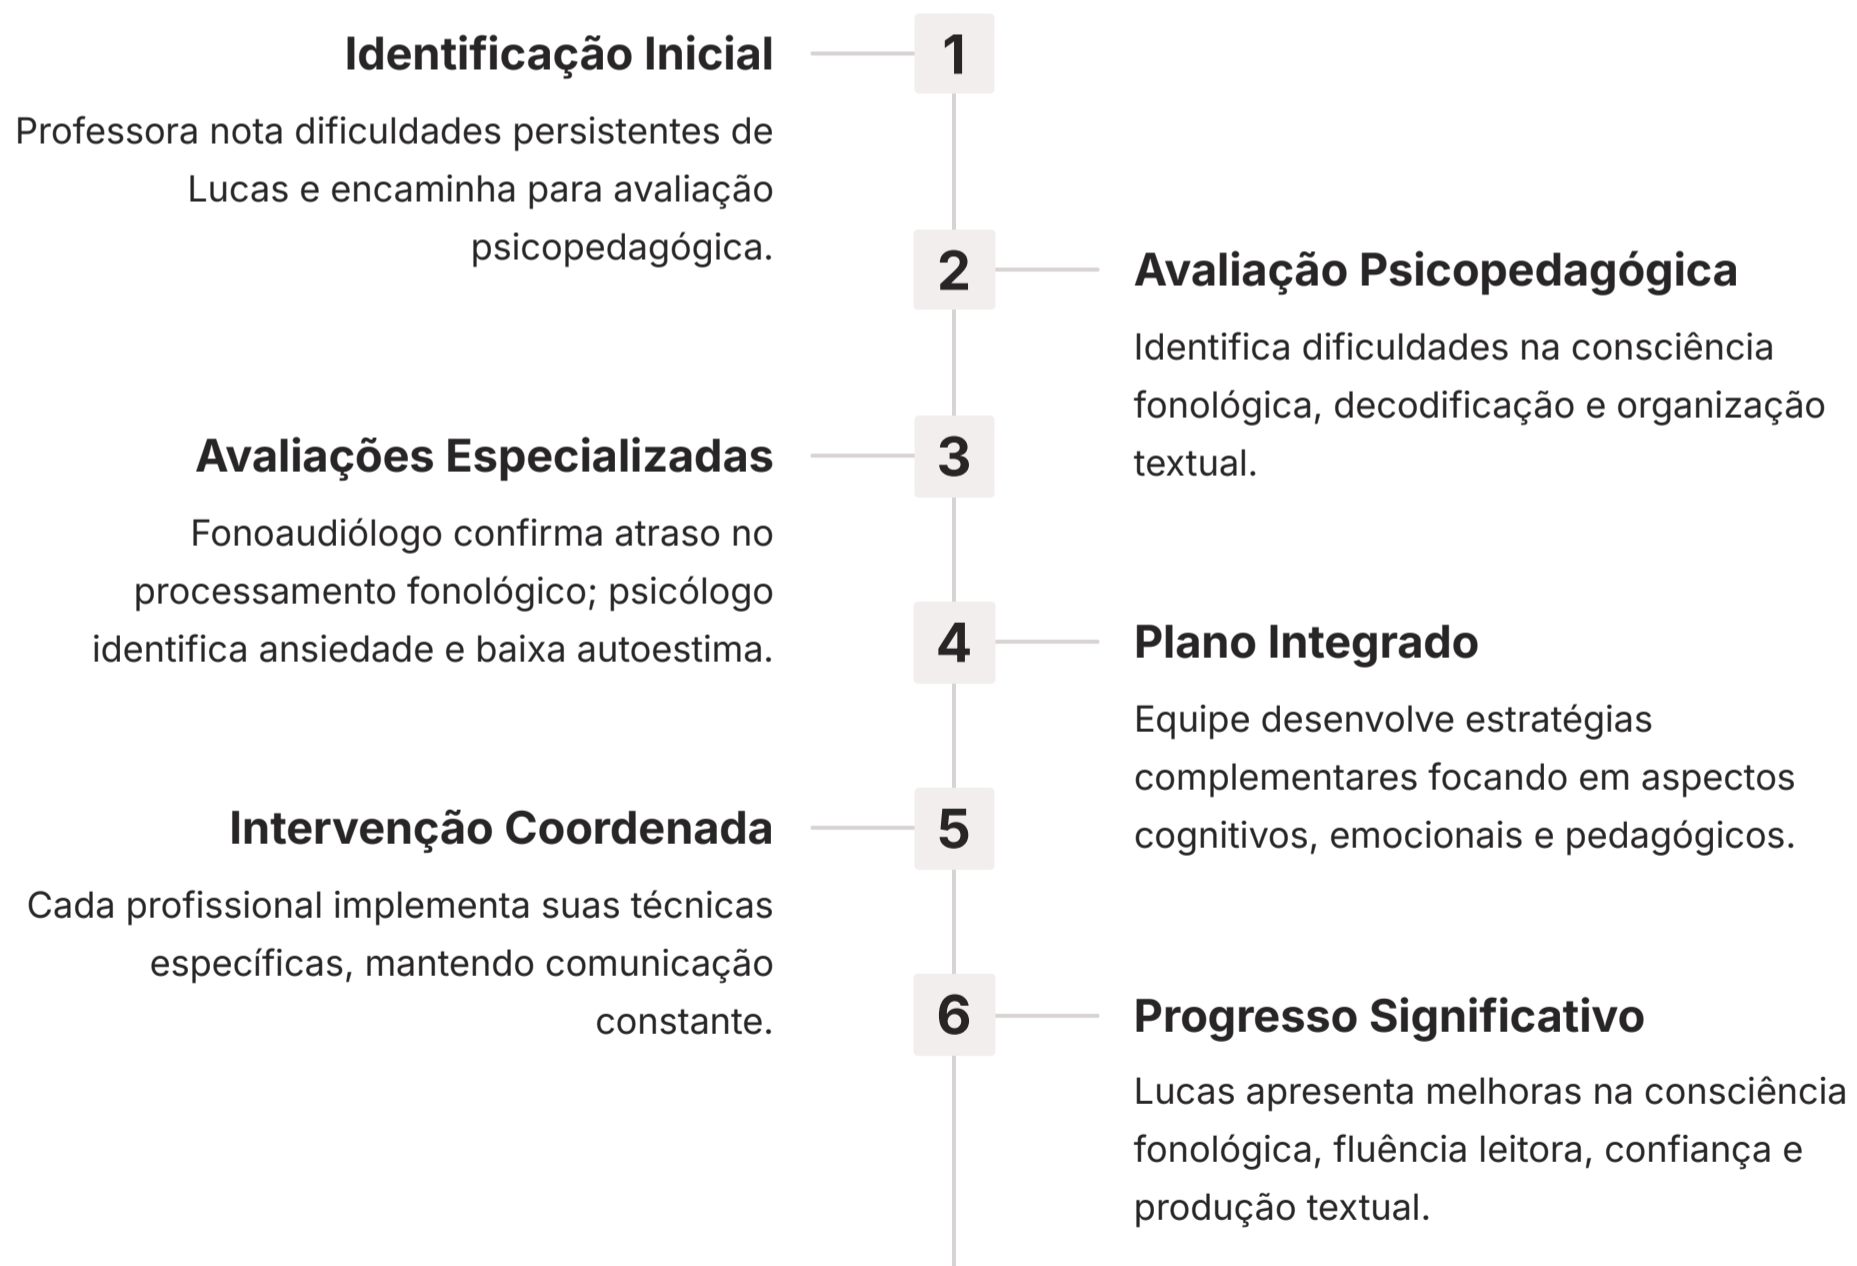 1
Identificação Inicial
Professora nota dificuldades persistentes de
Lucas e encaminha para avaliação
psicopedagógica.
2
Avaliação Psicopedagógica
Identifica dificuldades na consciência
fonológica, decodificação e organização
textual.
3
Avaliações Especializadas
Fonoaudiólogo confirma atraso no
processamento fonológico; psicólogo
identifica ansiedade e baixa autoestima.
4
Plano Integrado
Equipe desenvolve estratégias
complementares focando em aspectos
cognitivos, emocionais e pedagógicos.
5
Intervenção Coordenada
Cada profissional implementa suas técnicas
específicas, mantendo comunicação
constante.
6
Progresso Significativo
Lucas apresenta melhoras na consciência
fonológica, fluência leitora, confiança e
produção textual.